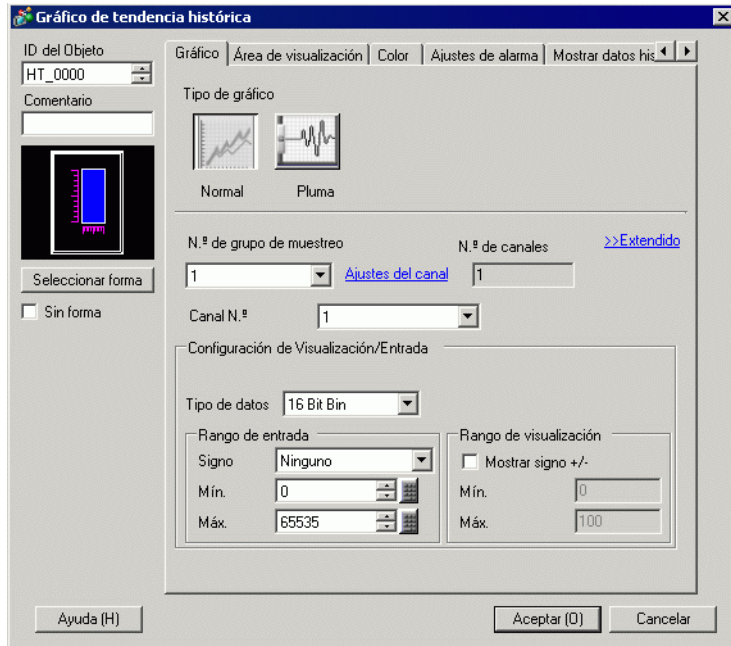 Gráfico de tendencia histórica
ID del Objeto
HT_0000
Comentario
Seleccionar forma
Sin forma
Gráfico Área de visualización Color Ajustes de alarma Mostrar datos his
Tipo de gráfico
Normal Pluma
N.º de grupo de muestreo N.º de canales >>Extendido
1 Ajustes del canal 1
Canal N.º 1
Configuración de Visualización/Entrada
Tipo de datos 16 Bit Bin
Rango de entrada
Signo Ninguno
Mín. 0
Máx. 65535
Rango de visualización
Mostrar signo +/-
Mín. 0
Máx. 100
Ayuda (H) Aceptar (O) Cancelar